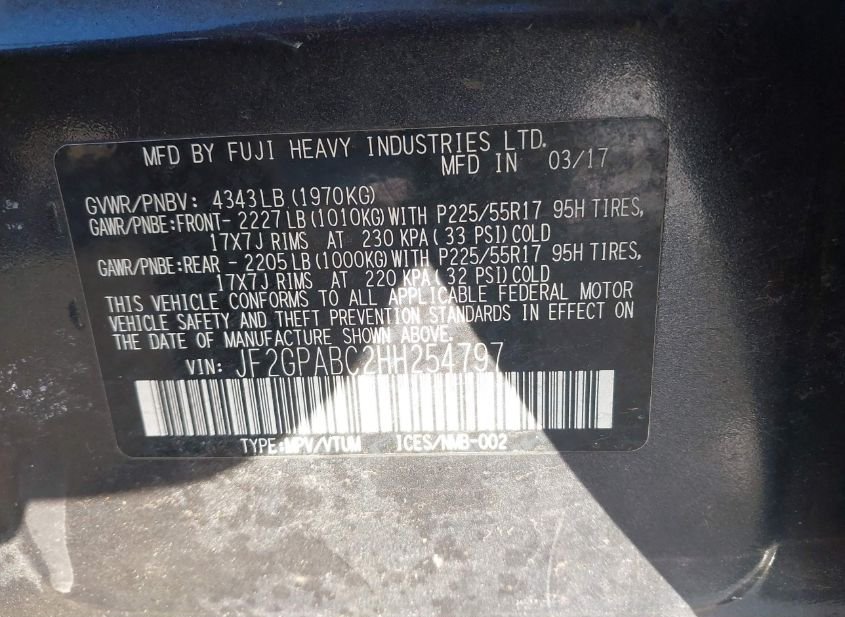 MFD BY FUJI HEAVY INDUSTRIES LTD.
MFD IN 03/17
GVWR/PNBV: 4343LB (1970KG)
GAWR/PNBE:FRONT- 2227LB (1010KG) WITH P225/55R17 95H TIRES,
17X7J RIMS AT 230 KPA( 33 PSI) COLD
GAWR/PNBE:REAR - 2205LB (1000KG) WITH P225/55R17 95H TIRES,
17X7J RIMS AT 220 KPA( 32 PSI) COLD
THIS VEHICLE CONFORMS TO ALL APPLICABLE FEDERAL MOTOR
VEHICLE SAFETY AND THEFT PREVENTION STANDARDS IN EFFECT ON
THE DATE OF MANUFACTURE SHOWN ABOVE.
VIN: JF2GPABC2HH254797
TYPE:MPV/VTUM ICES/NMB-002